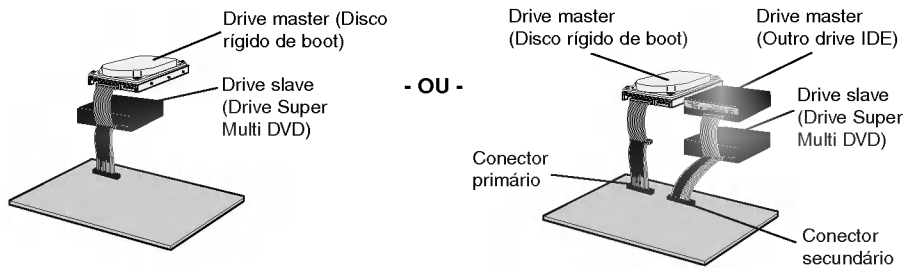 Drive master (Disco
rígido de boot)
Drive slave
(Drive Super
Multi DVD)
- OU -
Drive master
(Disco rígido de boot)
Drive master
(Outro drive IDE)
Drive slave
(Drive Super
Multi DVD)
Conector
primário
Conector
secundário